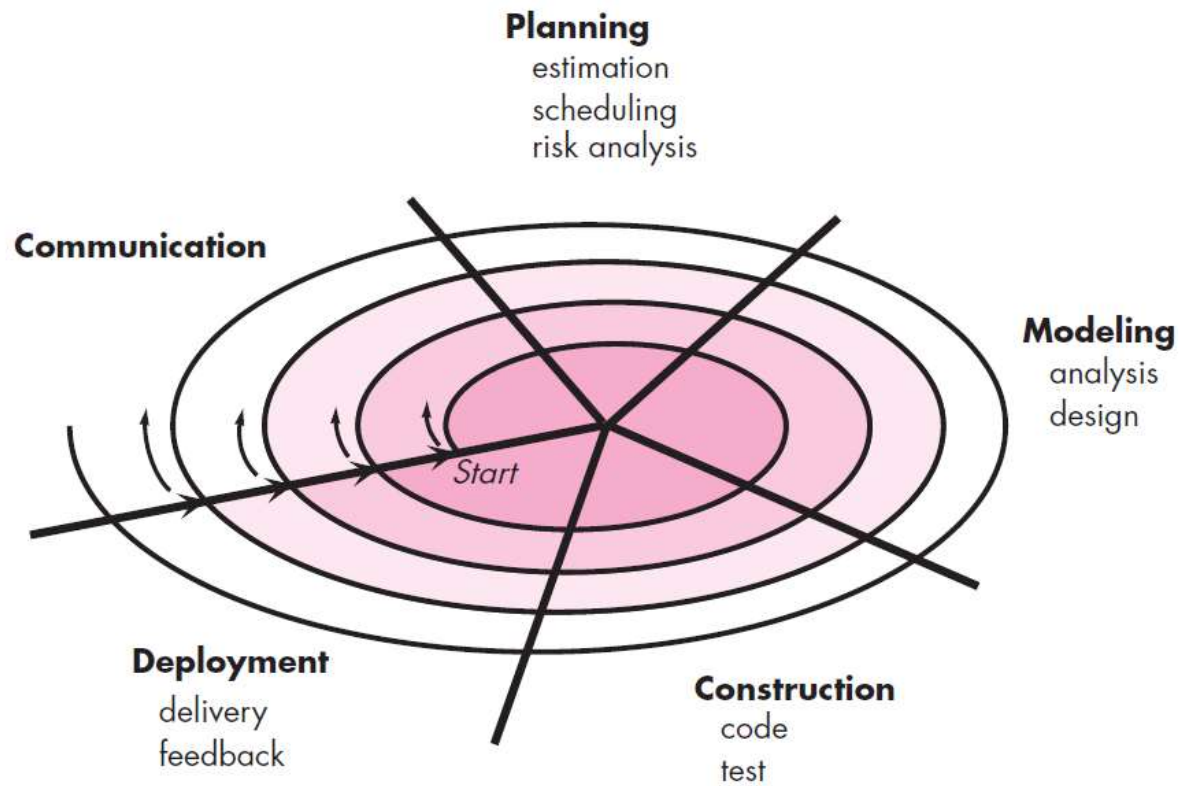 Planning
estimation
scheduling
risk analysis
Communication
Modeling
analysis
design
Start
Deployment
delivery
feedback
Construction
code
test